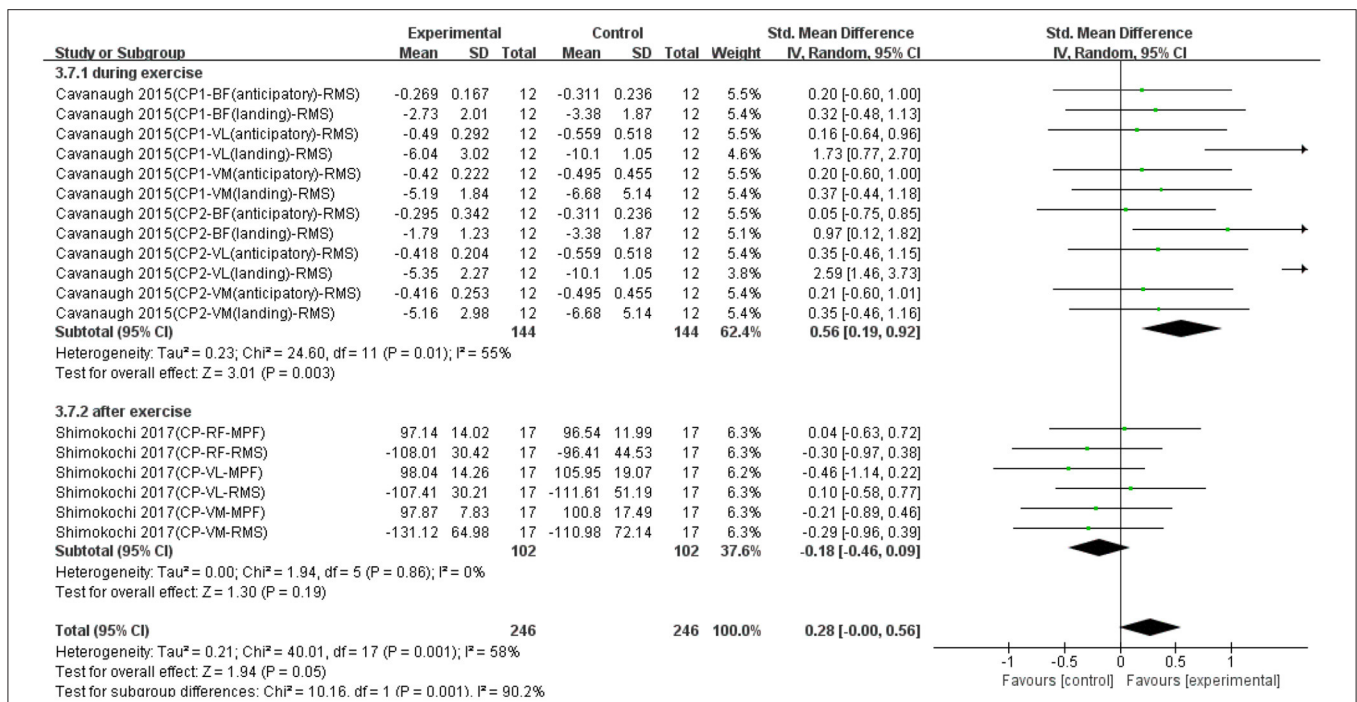 Experimental Control Std. Mean Difference Std. Mean Difference
Study or Subgroup Mean SD Total Mean SD Total Weight IV, Random, 95% CI IV, Random, 95% CI
3.7.1 during exercise
Cavanaugh 2015(CP1-BF(anticipatory)-RMS) -0.269 0.167 12 -0.311 0.236 12 5.5% 0.20 [-0.60, 1.00]
Cavanaugh 2015(CP1-BF(landing)-RMS) -2.73 2.01 12 -3.38 1.87 12 5.4% 0.32 [-0.48, 1.13]
Cavanaugh 2015(CP1-VL(anticipatory)-RMS) -0.49 0.292 12 -0.559 0.518 12 5.5% 0.16 [-0.64, 0.96]
Cavanaugh 2015(CP1-VL(landing)-RMS) -6.04 3.02 12 -10.1 1.05 12 4.6% 1.73 [0.77, 2.70]
Cavanaugh 2015(CP1-VM(anticipatory)-RMS) -0.42 0.222 12 -0.495 0.455 12 5.5% 0.20 [-0.60, 1.00]
Cavanaugh 2015(CP1-VM(landing)-RMS) -5.19 1.84 12 -6.68 5.14 12 5.4% 0.37 [-0.44, 1.18]
Cavanaugh 2015(CP2-BF(anticipatory)-RMS) -0.295 0.342 12 -0.311 0.236 12 5.5% 0.05 [-0.75, 0.85]
Cavanaugh 2015(CP2-BF(landing)-RMS) -1.79 1.23 12 -3.38 1.87 12 5.1% 0.97 [0.12, 1.82]
Cavanaugh 2015(CP2-VL(anticipatory)-RMS) -0.418 0.204 12 -0.559 0.518 12 5.4% 0.35 [-0.46, 1.15]
Cavanaugh 2015(CP2-VL(landing)-RMS) -5.35 2.27 12 -10.1 1.05 12 3.8% 2.59 [1.46, 3.73]
Cavanaugh 2015(CP2-VM(anticipatory)-RMS) -0.416 0.253 12 -0.495 0.455 12 5.4% 0.21 [-0.60, 1.01]
Cavanaugh 2015(CP2-VM(landing)-RMS) -5.16 2.98 12 -6.68 5.14 12 5.4% 0.35 [-0.46, 1.16]
Subtotal (95% CI) 144 144 62.4% 0.56 [0.19, 0.92]
Heterogeneity: Tau² = 0.23; Chi² = 24.60, df = 11 (P = 0.01); I² = 55%
Test for overall effect: Z = 3.01 (P = 0.003)
3.7.2 after exercise
Shimokochi 2017(CP-RF-MPF) 97.14 14.02 17 96.54 11.99 17 6.3% 0.04 [-0.63, 0.72]
Shimokochi 2017(CP-RF-RMS) -108.01 30.42 17 -96.41 44.53 17 6.3% -0.30 [-0.97, 0.38]
Shimokochi 2017(CP-VL-MPF) 98.04 14.26 17 105.95 19.07 17 6.2% -0.46 [-1.14, 0.22]
Shimokochi 2017(CP-VL-RMS) -107.41 30.21 17 -111.61 51.19 17 6.3% 0.10 [-0.58, 0.77]
Shimokochi 2017(CP-VM-MPF) 97.87 7.83 17 100.8 17.49 17 6.3% -0.21 [-0.89, 0.46]
Shimokochi 2017(CP-VM-RMS) -131.12 64.98 17 -110.98 72.14 17 6.3% -0.29 [-0.96, 0.39]
Subtotal (95% CI) 102 102 37.6% -0.18 [-0.46, 0.09]
Heterogeneity: Tau² = 0.00; Chi² = 1.94, df = 5 (P = 0.86); I² = 0%
Test for overall effect: Z = 1.30 (P = 0.19)
Total (95% CI) 246 246 100.0% 0.28 [-0.00, 0.56]
Heterogeneity: Tau² = 0.21; Chi² = 40.01, df = 17 (P = 0.001); I² = 58%
Test for overall effect: Z = 1.94 (P = 0.05)
Test for subgroup differences: Chi² = 10.16, df = 1 (P = 0.001), I² = 90.2%
-1 -0.5 0 0.5 1
Favours [control] Favours [experimental]